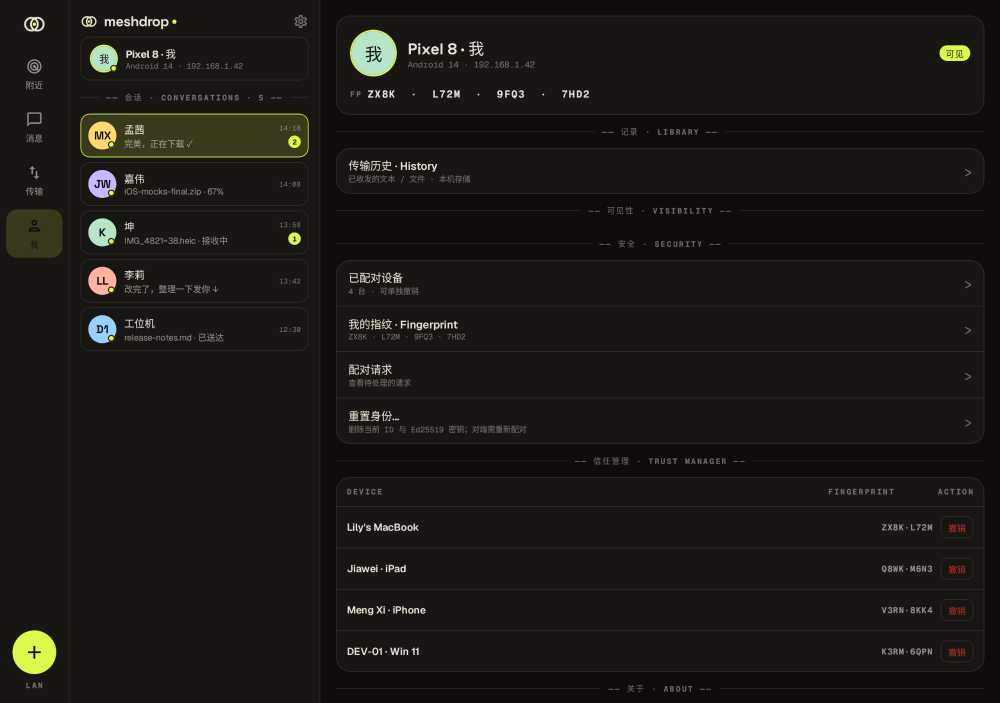 附近
消息
传输
我
+
LAN
meshdrop
我
Pixel 8 · 我
Android 14 · 192.168.1.42
—— 会话 · CONVERSATIONS · 5 ——
MX
孟茜
14:18
完美，正在下载 ✓
2
JW
嘉伟
14:08
iOS-mocks-final.zip · 67%
K
坤
13:58
IMG_4821–38.heic · 接收中
1
LL
李莉
13:42
改完了，整理一下发你 ↓
D1
工位机
12:30
release-notes.md · 已送达
我
Pixel 8 · 我
Android 14 · 192.168.1.42
可见
FP ZX8K · L72M · 9FQ3 · 7HD2
—— 记录 · LIBRARY ——
传输历史 · History
已收发的文本 / 文件 · 本机存储
>
—— 可见性 · VISIBILITY ——
—— 安全 · SECURITY ——
已配对设备
4 台 · 可单独撤销
>
我的指纹 · Fingerprint
ZX8K · L72M · 9FQ3 · 7HD2
>
配对请求
查看待处理的请求
>
重置身份…
删除当前 ID 与 Ed25519 密钥；对端需重新配对
>
—— 信任管理 · TRUST MANAGER ——
DEVICE FINGERPRINT ACTION
Lily's MacBook ZX8K·L72M 撤销
Jiawei · iPad Q8WK·M6N3 撤销
Meng Xi · iPhone V3RN·8KK4 撤销
DEV-01 · Win 11 K3RM·6QPN 撤销
—— 关于 · ABOUT ——